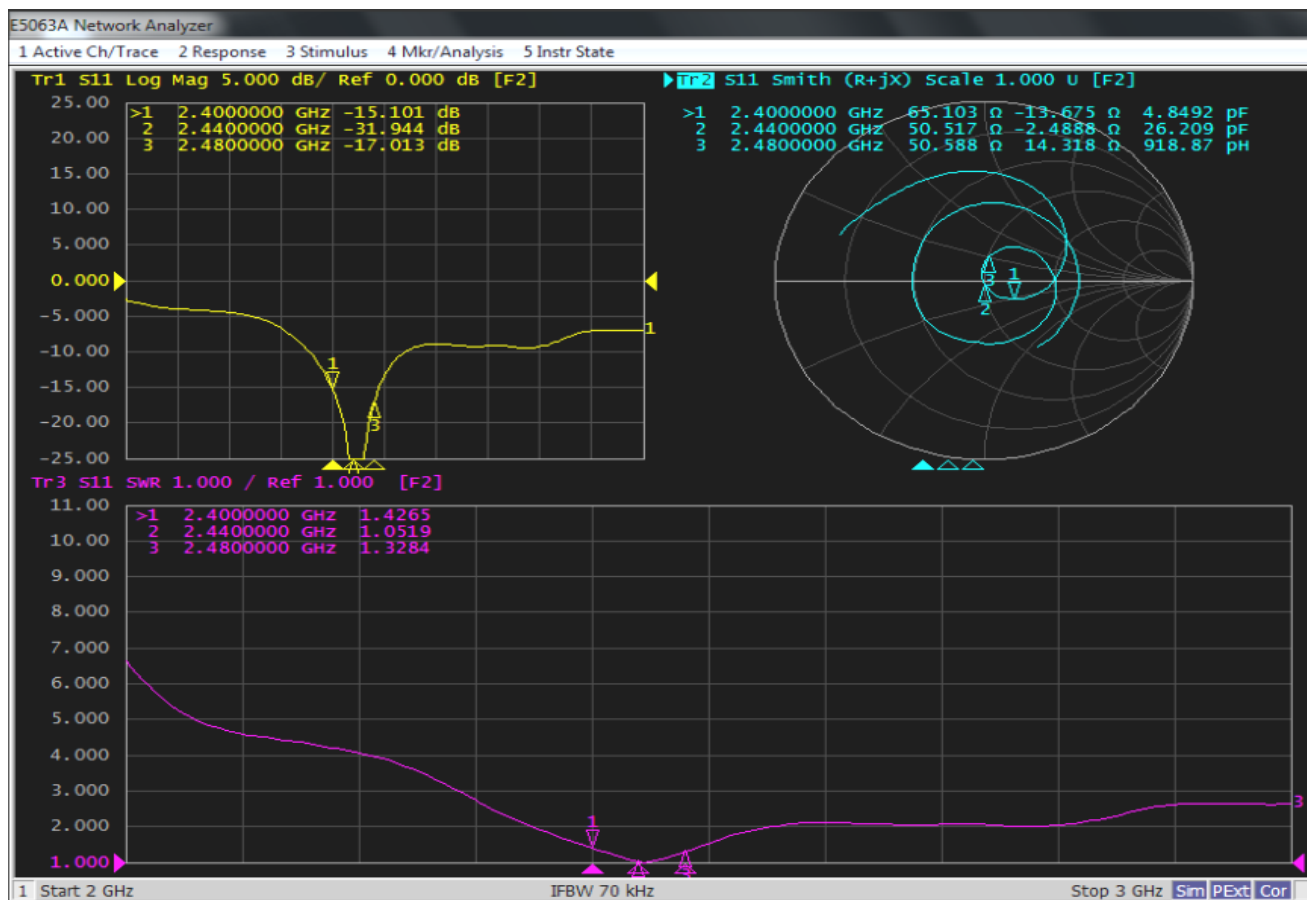 E5063A Network Analyzer
1 Active Ch/Trace 2 Response 3 Stimulus 4 Mkr/Analysis 5 Instr State
Tr1 S11 Log Mag 5.000 dB/ Ref 0.000 dB [F2]
25.00
20.00
15.00
10.00
5.000
0.000
-5.000
-10.00
-15.00
-20.00
-25.00
>1 2.4000000 GHz -15.101 dB
2 2.4400000 GHz -31.944 dB
3 2.4800000 GHz -17.013 dB
1
3
1
Tr2 S11 Smith (R+jX) Scale 1.000 U [F2]
>1 2.4000000 GHz 65.103 Ω -13.675 Ω 4.8492 pF
2 2.4400000 GHz 50.517 Ω -2.4888 Ω 26.209 pF
3 2.4800000 GHz 50.588 Ω 14.318 Ω 918.87 pH
1
3
2
Tr3 S11 SWR 1.000 / Ref 1.000 [F2]
11.00
10.00
9.000
8.000
7.000
6.000
5.000
4.000
3.000
2.000
1.000
>1 2.4000000 GHz 1.4265
2 2.4400000 GHz 1.0519
3 2.4800000 GHz 1.3284
1
3
1 Start 2 GHz IFBW 70 kHz Stop 3 GHz Sim PExt Cor